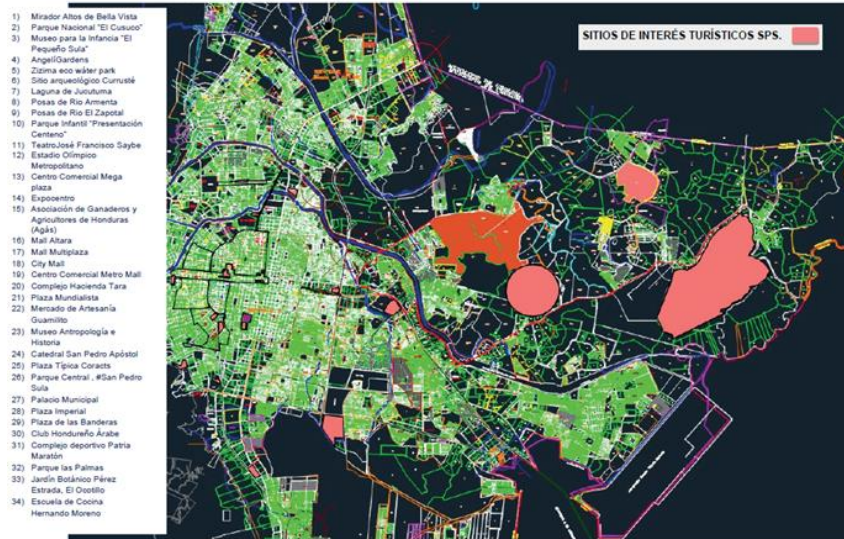 SITIOS DE INTERÉS TURÍSTICOS SPS.
1) Mirador Altos de Bella Vista
2) Parque Nacional "El Cusuco"
3) Museo para la Infancia "El
Pequeño Sula"
4) AngeliGardens
5) Zizima eco wáter park
6) Sitio arqueológico Currusté
7) Laguna de Jucutuma
8) Posas de Rio Armenta
9) Posas de Rio El Zapotal
10) Parque Infantil "Presentación
Centeno"
11) TeatroJosé Francisco Saybe
12) Estadio Olímpico
Metropolitano
13) Centro Comercial Mega
plaza
14) Expocentro
15) Asociación de Ganaderos y
Agricultores de Honduras
(Agás)
16) Mall Altara
17) Mall Multiplaza
18) City Mall
19) Centro Comercial Metro Mall
20) Complejo Hacienda Tara
21) Plaza Mundialista
22) Mercado de Artesanía
Guamilito
23) Museo Antropología e
Historia
24) Catedral San Pedro Apóstol
25) Plaza Típica Coracts
26) Parque Central , #San Pedro
Sula
27) Palacio Municipal
28) Plaza Imperial
29) Plaza de las Banderas
30) Club Hondureño Árabe
31) Complejo deportivo Patria
Maratón
32) Parque las Palmas
33) Jardín Botánico Pérez
Estrada, El Ocotillo
34) Escuela de Cocina
Hernando Moreno